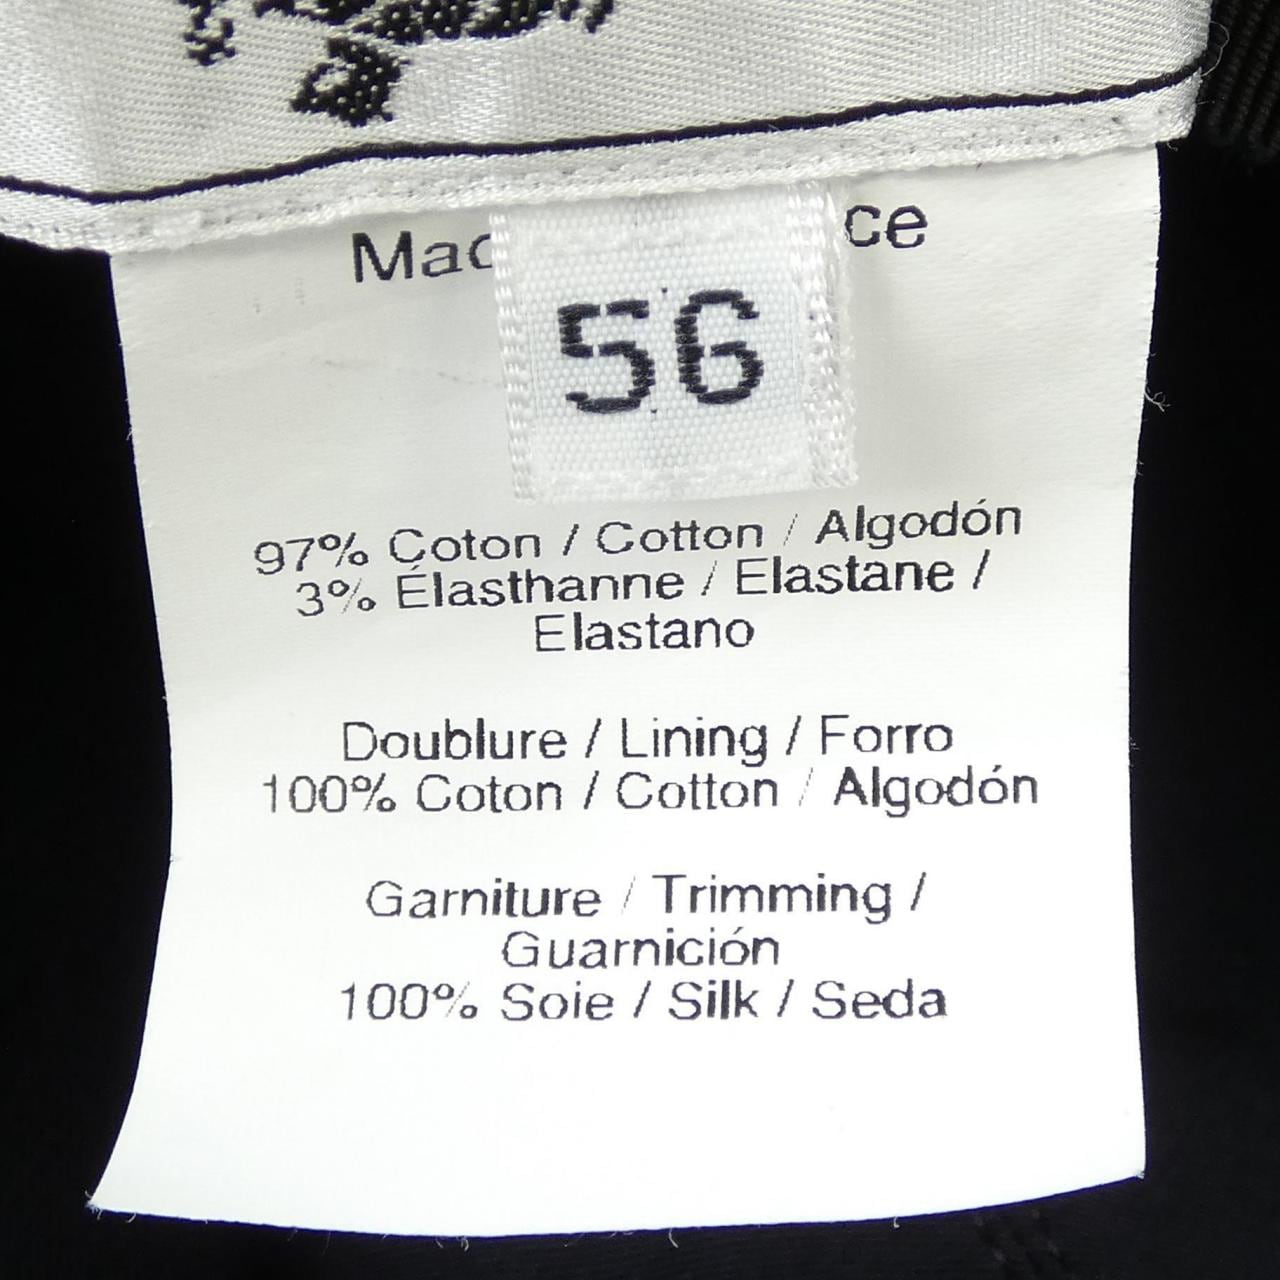 Mad
ce
56
97% Coton / Cotton / Algodón
3% Élasthanne / Elastane /
Elastano
Doublure / Lining / Forro
100% Coton / Cotton / Algodón
Garniture / Trimming /
Guarnición
100% Soie / Silk / Seda